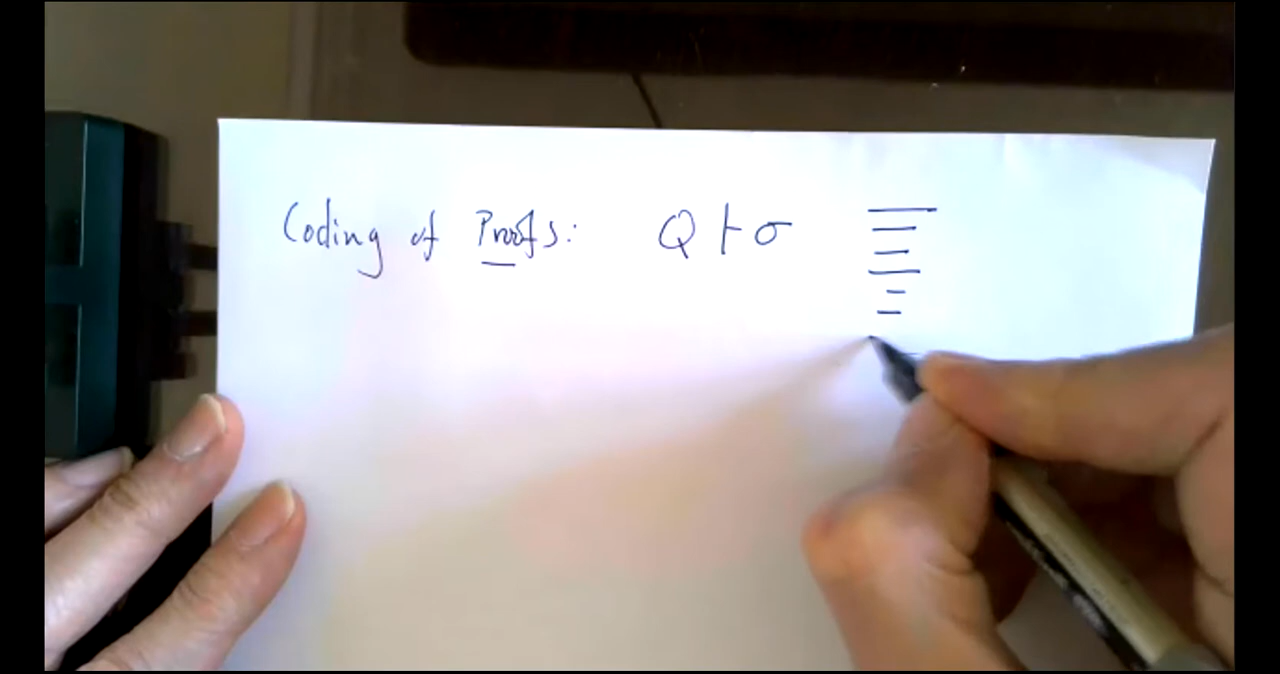 Coding of Proofs: Q ⊢ σ